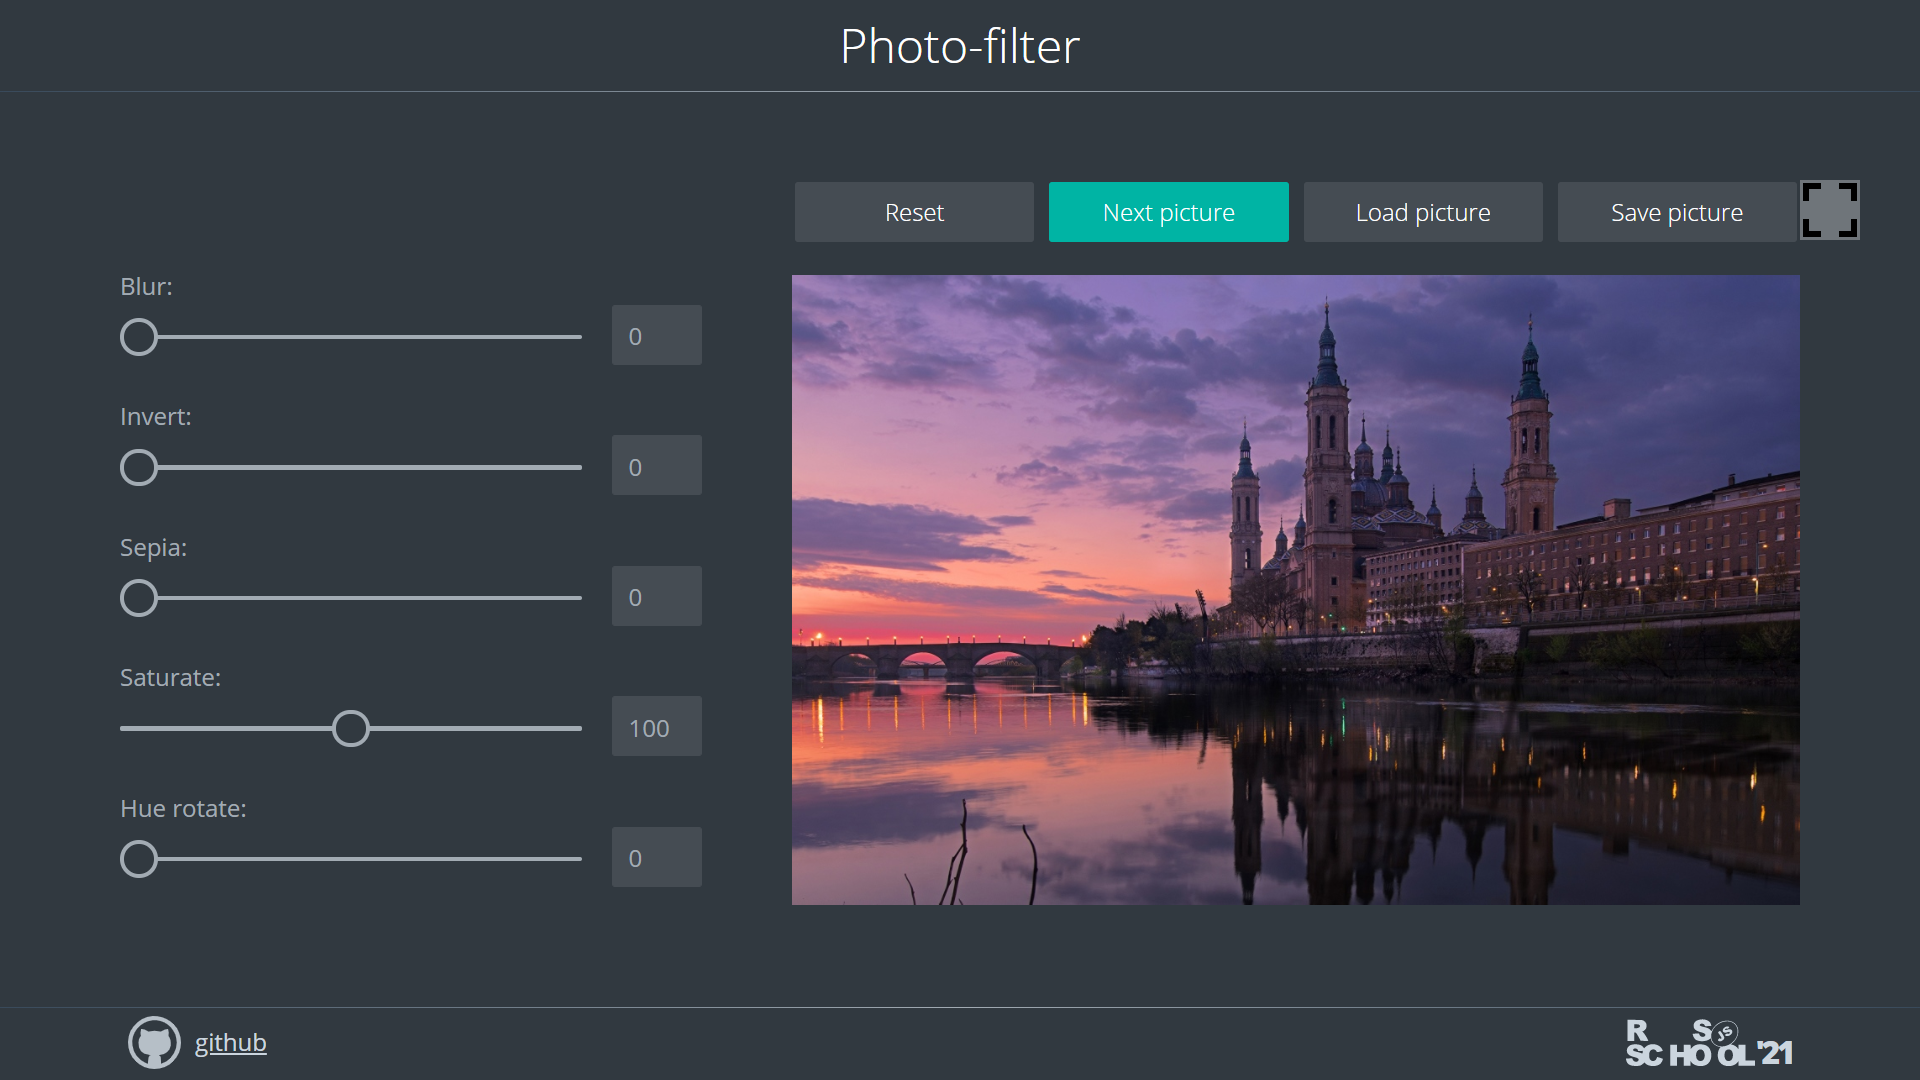 Photo-filter
Reset
Next picture
Load picture
Save picture
Blur:
0
Invert:
0
Sepia:
0
Saturate:
100
Hue rotate:
0
github
RS JS
SCHOOL'21